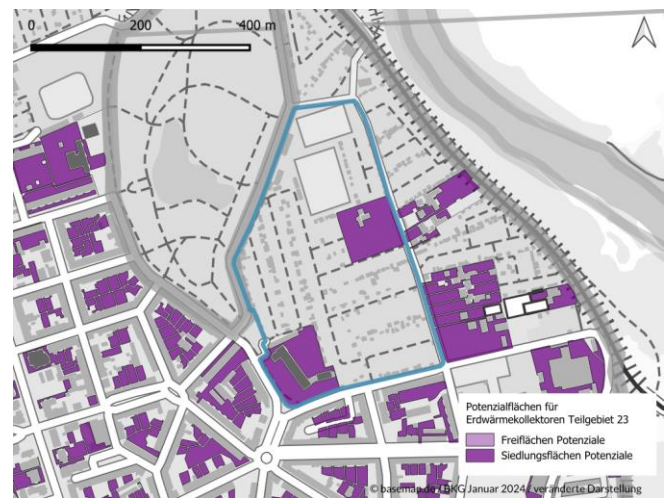 0 200 400 m
Potenzialflächen für
Erdwärmekollektoren Teilgebiet 23
Freiflächen Potenziale
Siedlungsflächen Potenziale
© basemap.de / BKG Januar 2024 / veränderte Darstellung